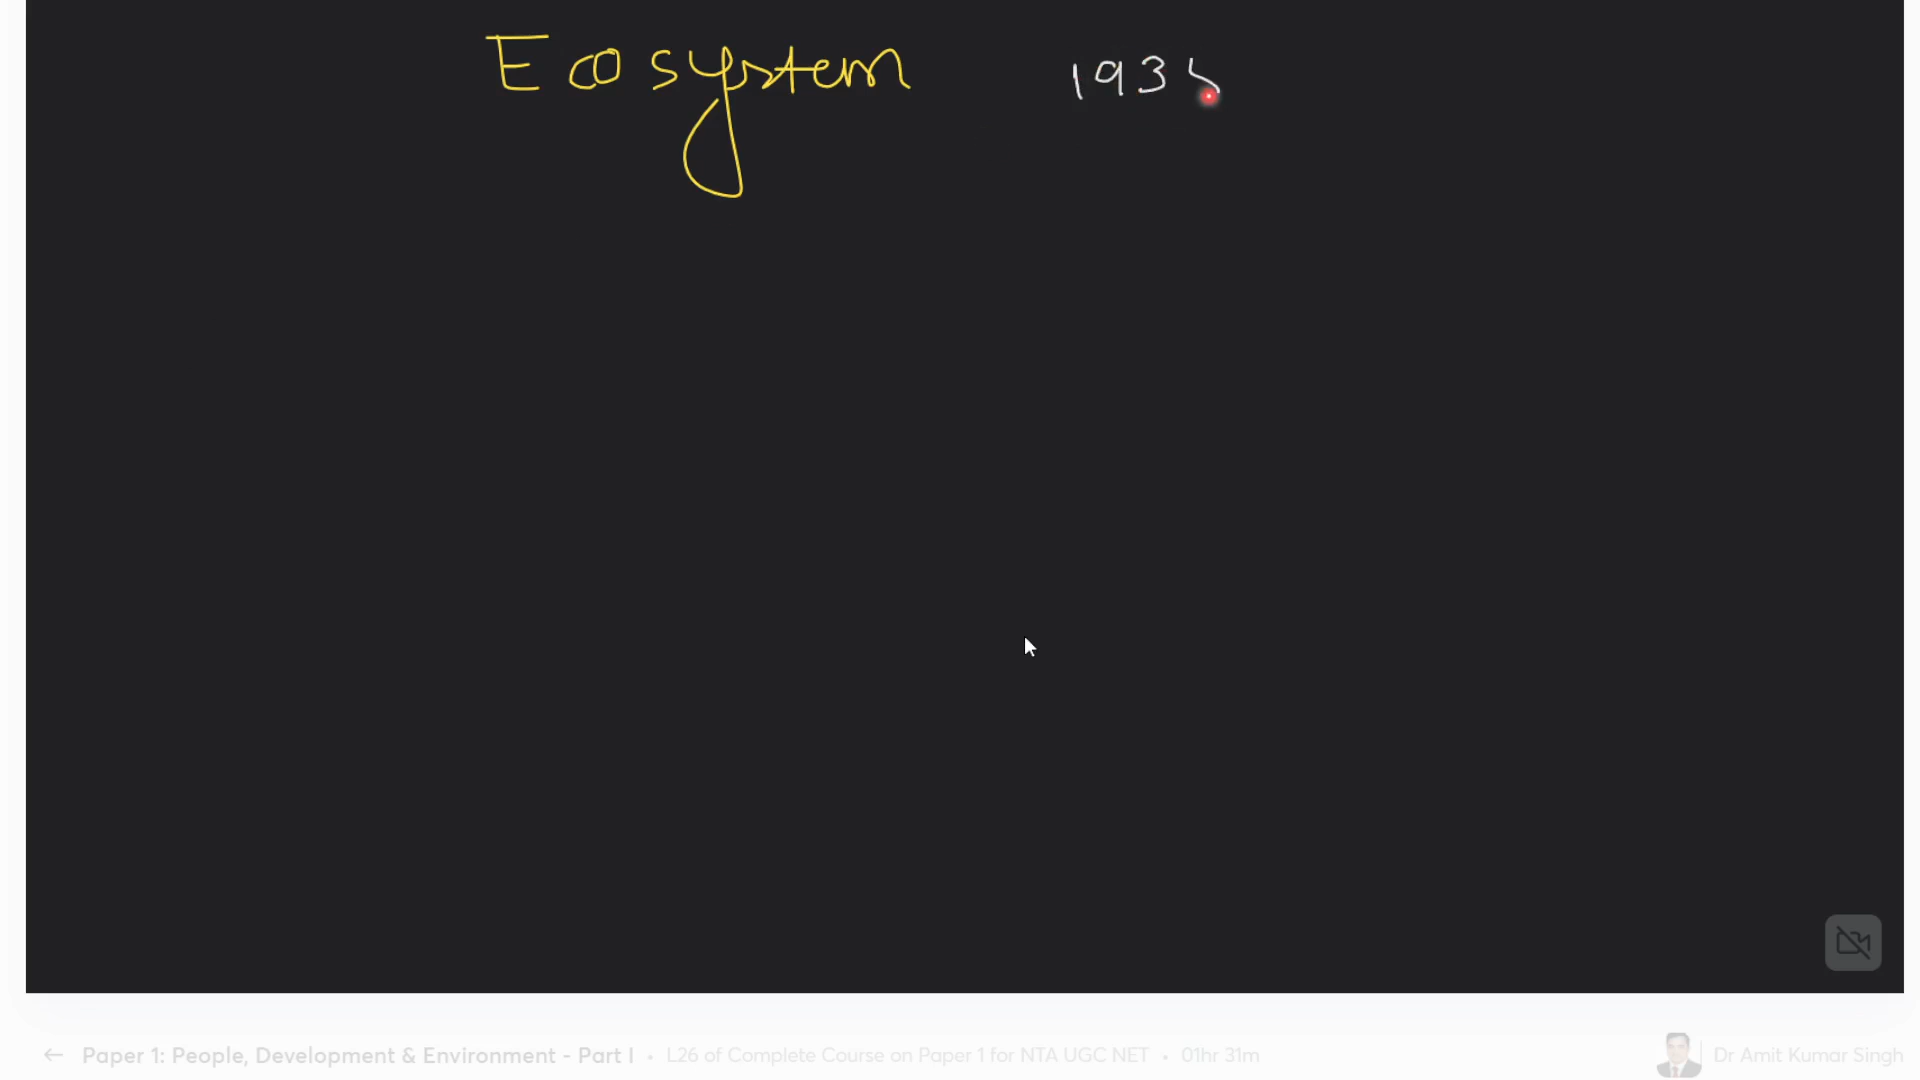 Ecosystem 1935
Paper 1: People, Development & Environment - Part I • L26 of Complete Course on Paper 1 for NTA UGC NET • 01hr 31m
Dr Amit Kumar Singh